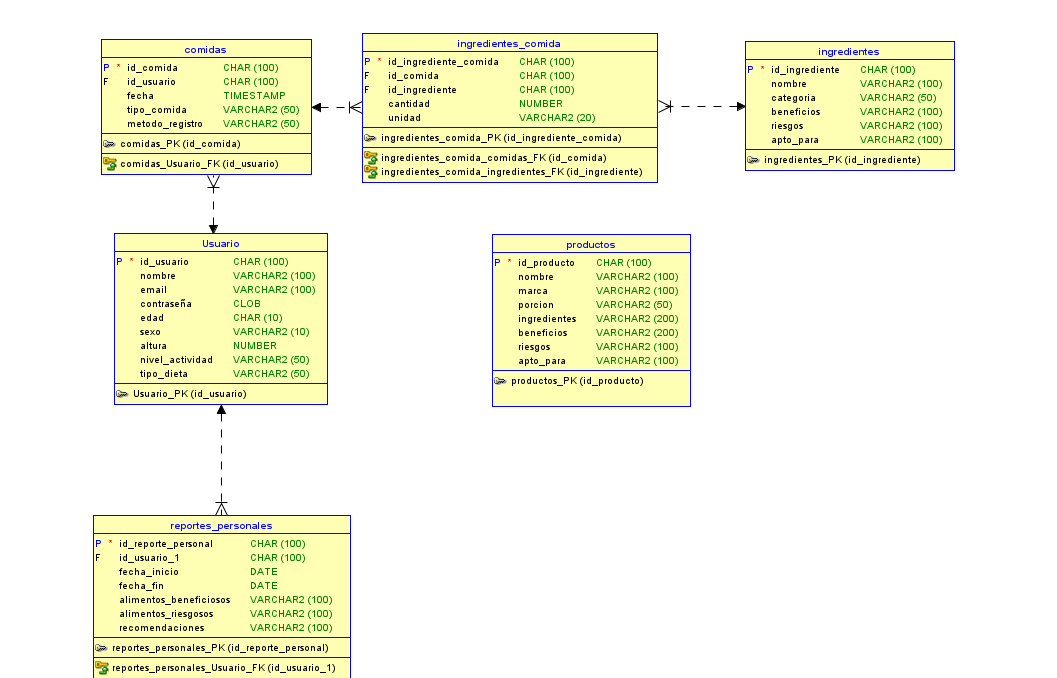 comidas
P * id_comida CHAR (100)
F id_usuario CHAR (100)
fecha TIMESTAMP
tipo_comida VARCHAR2 (50)
metodo_registro VARCHAR2 (50)
comidas_PK (id_comida)
comidas_Usuario_FK (id_usuario)
ingredientes_comida
P * id_ingrediente_comida CHAR (100)
F id_comida CHAR (100)
F id_ingrediente CHAR (100)
cantidad NUMBER
unidad VARCHAR2 (20)
ingredientes_comida_PK (id_ingrediente_comida)
ingredientes_comida_comidas_FK (id_comida)
ingredientes_comida_ingredientes_FK (id_ingrediente)
ingredientes
P * id_ingrediente CHAR (100)
nombre VARCHAR2 (100)
categoria VARCHAR2 (50)
beneficios VARCHAR2 (100)
riesgos VARCHAR2 (100)
apto_para VARCHAR2 (100)
ingredientes_PK (id_ingrediente)
Usuario
P * id_usuario CHAR (100)
nombre VARCHAR2 (100)
email VARCHAR2 (100)
contraseña CLOB
edad CHAR (10)
sexo VARCHAR2 (10)
altura NUMBER
nivel_actividad VARCHAR2 (50)
tipo_dieta VARCHAR2 (50)
Usuario_PK (id_usuario)
productos
P * id_producto CHAR (100)
nombre VARCHAR2 (100)
marca VARCHAR2 (100)
porcion VARCHAR2 (50)
ingredientes VARCHAR2 (200)
beneficios VARCHAR2 (200)
riesgos VARCHAR2 (100)
apto_para VARCHAR2 (100)
productos_PK (id_producto)
reportes_personales
P * id_reporte_personal CHAR (100)
F id_usuario_1 CHAR (100)
fecha_inicio DATE
fecha_fin DATE
alimentos_beneficiosos VARCHAR2 (100)
alimentos_riesgosos VARCHAR2 (100)
recomendaciones VARCHAR2 (100)
reportes_personales_PK (id_reporte_personal)
reportes_personales_Usuario_FK (id_usuario_1)